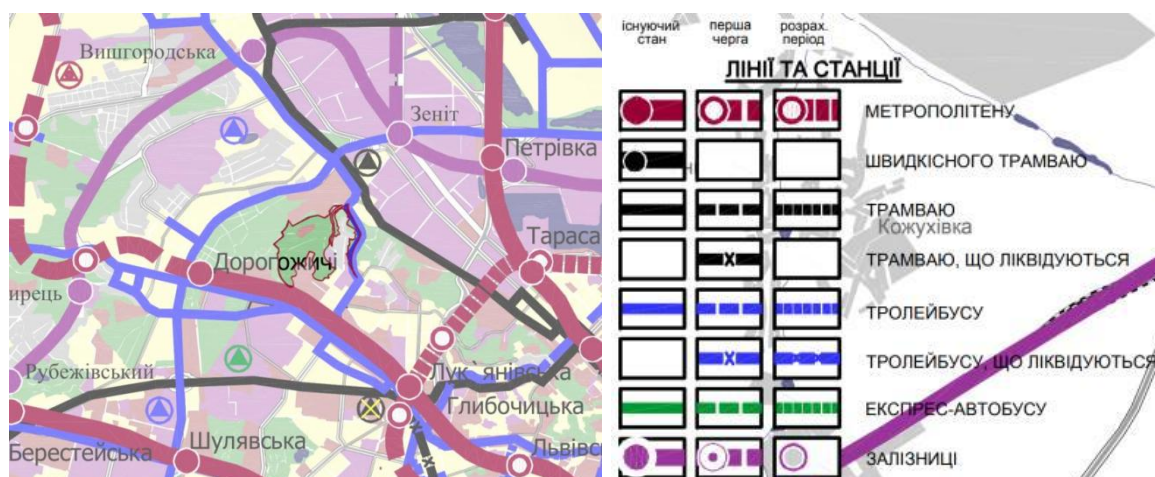 Вишгородська
Зеніт
Петрівка
Тараса
Дорогожичі
ирець
Рубежівський
Лук`янівська
Глибочицька
Берестейська
Шулявська
Львівс
існуючий
стан
перша
черга
розрах.
період
ЛІНІЇ ТА СТАНЦІЇ
МЕТРОПОЛІТЕНУ
ШВИДКІСНОГО ТРАМВАЮ
ТРАМВАЮ
Кожухівка
ТРАМВАЮ, ЩО ЛІКВІДУЮТЬСЯ
ТРОЛЕЙБУСУ
ТРОЛЕЙБУСУ, ЩО ЛІКВІДУЮТЬСЯ
ЕКСПРЕС-АВТОБУСУ
ЗАЛІЗНИЦІ